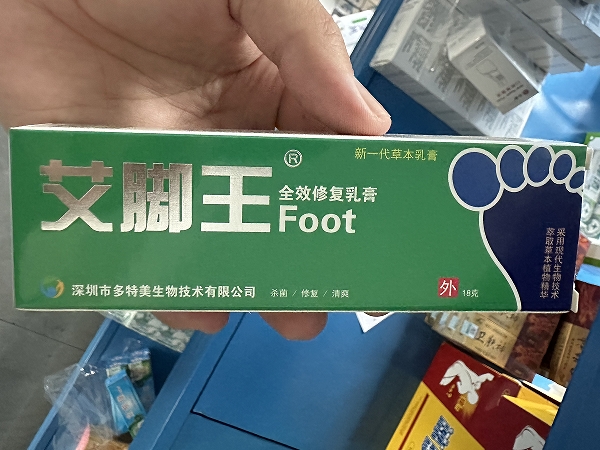 艾脚王®
新一代草本乳膏
全效修复乳膏
Foot
采用现代生物技术
萃取草本植物精华
深圳市多特美生物技术有限公司
杀菌 / 修复 / 清爽
外
18克